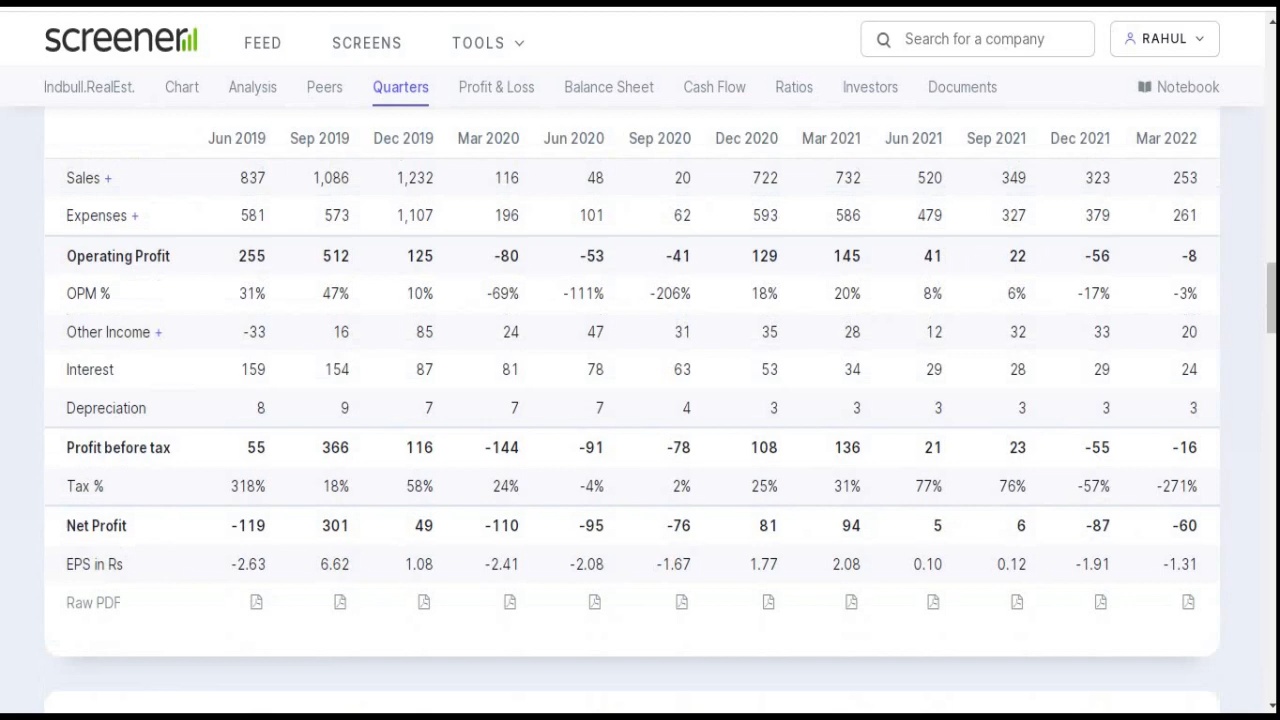 screener FEED SCREENS TOOLS Search for a company RAHUL
Indbull.RealEst. Chart Analysis Peers Quarters Profit & Loss Balance Sheet Cash Flow Ratios Investors Documents Notebook
Jun 2019 Sep 2019 Dec 2019 Mar 2020 Jun 2020 Sep 2020 Dec 2020 Mar 2021 Jun 2021 Sep 2021 Dec 2021 Mar 2022
Sales + 837 1,086 1,232 116 48 20 722 732 520 349 323 253
Expenses + 581 573 1,107 196 101 62 593 586 479 327 379 261
Operating Profit 255 512 125 -80 -53 -41 129 145 41 22 -56 -8
OPM % 31% 47% 10% -69% -111% -206% 18% 20% 8% 6% -17% -3%
Other Income + -33 16 85 24 47 31 35 28 12 32 33 20
Interest 159 154 87 81 78 63 53 34 29 28 29 24
Depreciation 8 9 7 7 7 4 3 3 3 3 3 3
Profit before tax 55 366 116 -144 -91 -78 108 136 21 23 -55 -16
Tax % 318% 18% 58% 24% -4% 2% 25% 31% 77% 76% -57% -271%
Net Profit -119 301 49 -110 -95 -76 81 94 5 6 -87 -60
EPS in Rs -2.63 6.62 1.08 -2.41 -2.08 -1.67 1.77 2.08 0.10 0.12 -1.91 -1.31
Raw PDF